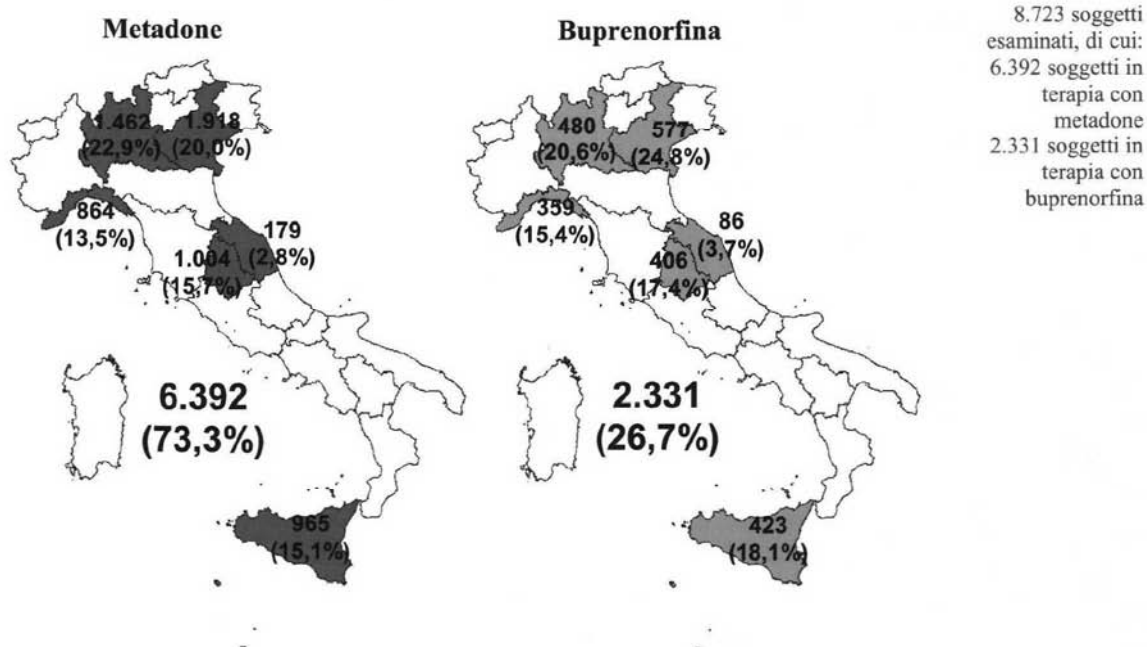 Metadone
1.462
(22,9%)
1.918
(20,0%)
864
(13,5%)
179
(2,8%)
1.004
(15,7%)
6.392
(73,3%)
965
(15,1%)
Buprenorfina
480
(20,6%)
577
(24,8%)
359
(15,4%)
86
(3,7%)
406
(17,4%)
2.331
(26,7%)
423
(18,1%)
8.723 soggetti
esaminati, di cui:
6.392 soggetti in
terapia con
metadone
2.331 soggetti in
terapia con
buprenorfina